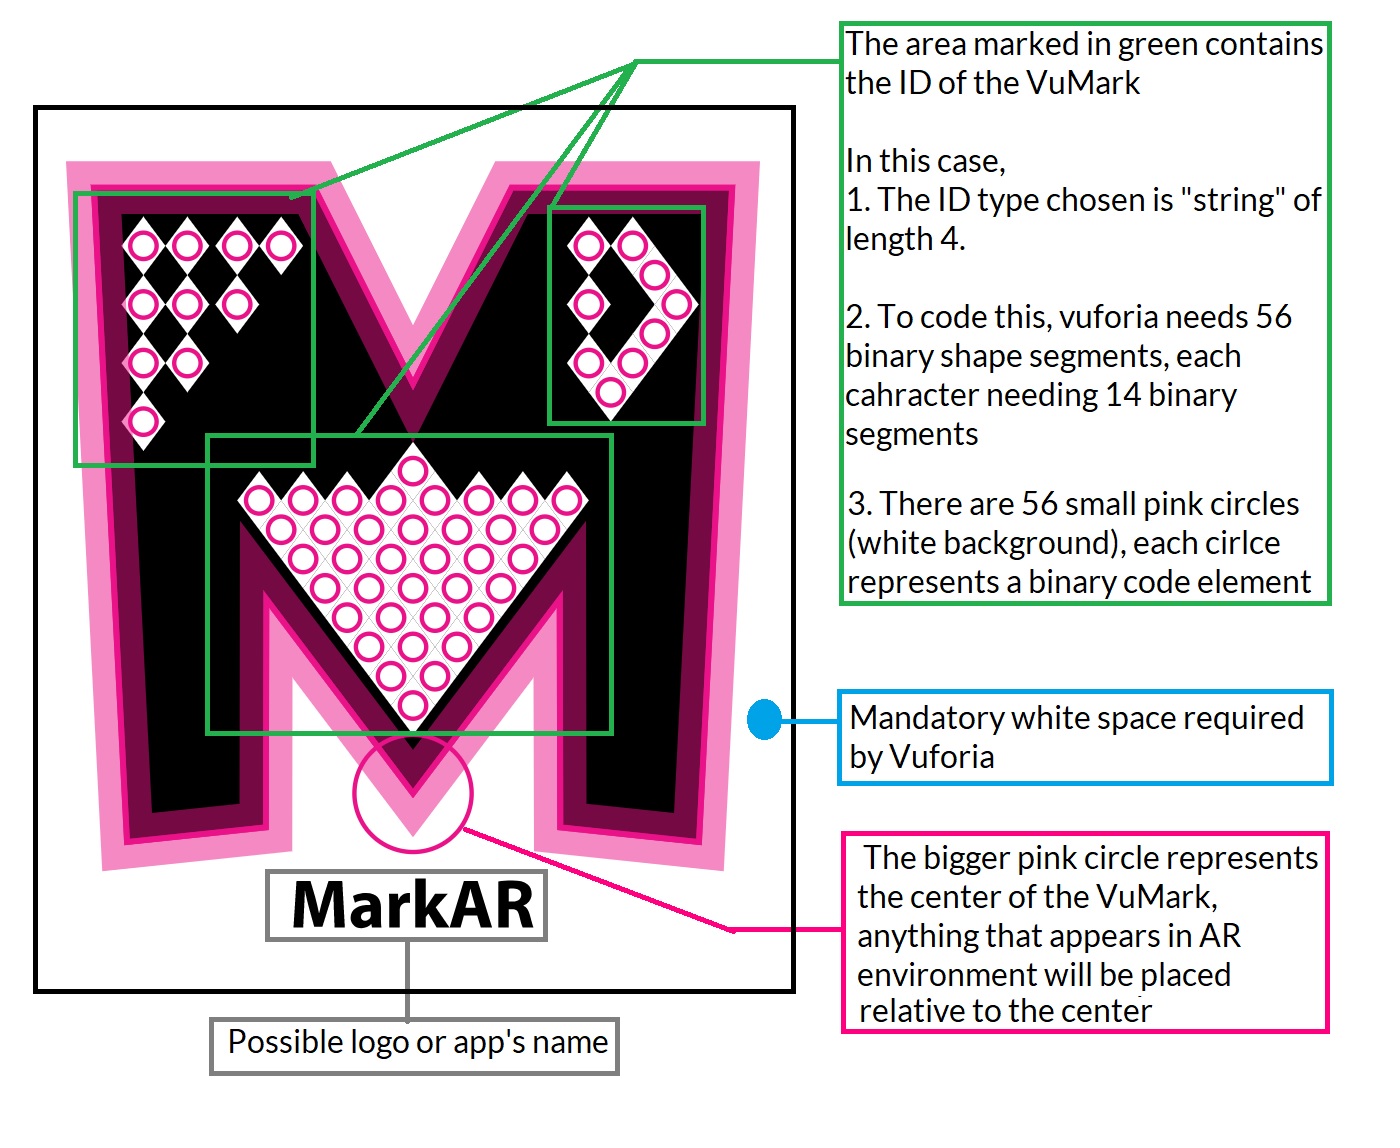 The area marked in green contains
the ID of the VuMark
In this case,
1. The ID type chosen is "string" of
length 4.
2. To code this, vuforia needs 56
binary shape segments, each
cahracter needing 14 binary
segments
3. There are 56 small pink circles
(white background), each cirlce
represents a binary code element
Mandatory white space required
by Vuforia
The bigger pink circle represents
the center of the VuMark,
anything that appears in AR
environment will be placed
relative to the center
MarkAR
Possible logo or app's name